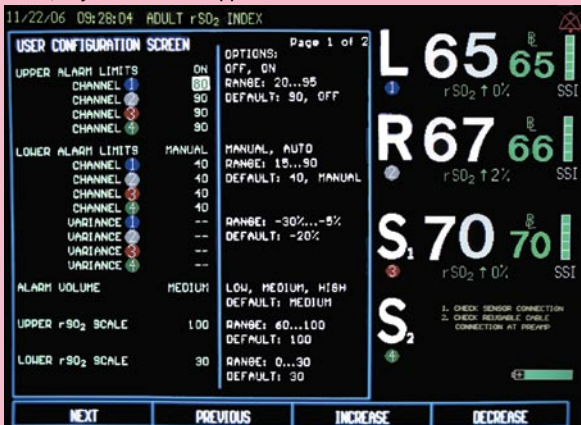 11/22/06 09:28:04 ADULT rSO₂ INDEX
USER CONFIGURATION SCREEN Page 1 of 2
OPTIONS:
UPPER ALARM LIMITS ON OFF, ON
CHANNEL 1 80 RANGE: 20...95
CHANNEL 2 90 DEFAULT: 90, OFF
CHANNEL 3 90
CHANNEL 4 90
LOWER ALARM LIMITS MANUAL MANUAL, AUTO
CHANNEL 1 40 RANGE: 15...90
CHANNEL 2 40 DEFAULT: 40, MANUAL
CHANNEL 3 40
CHANNEL 4 40
VARIANCE 1 -- RANGE: -30%...-5%
VARIANCE 2 -- DEFAULT: -20%
VARIANCE 3 --
VARIANCE 4 --
ALARM VOLUME MEDIUM LOW, MEDIUM, HIGH
DEFAULT: MEDIUM
UPPER rSO₂ SCALE 100 RANGE: 60...100
DEFAULT: 100
LOWER rSO₂ SCALE 30 RANGE: 0...30
DEFAULT: 30
L 65 BL 65
1 rSO₂ ↑ 0% SSI
R 67 BL 66
2 rSO₂ ↑ 2% SSI
S₁ 70 BL 70
3 rSO₂ ↑ 0% SSI
S₂
4
1. CHECK SENSOR CONNECTION
2. CHECK REUSABLE CABLE
CONNECTION AT PREAMP
NEXT PREVIOUS INCREASE DECREASE